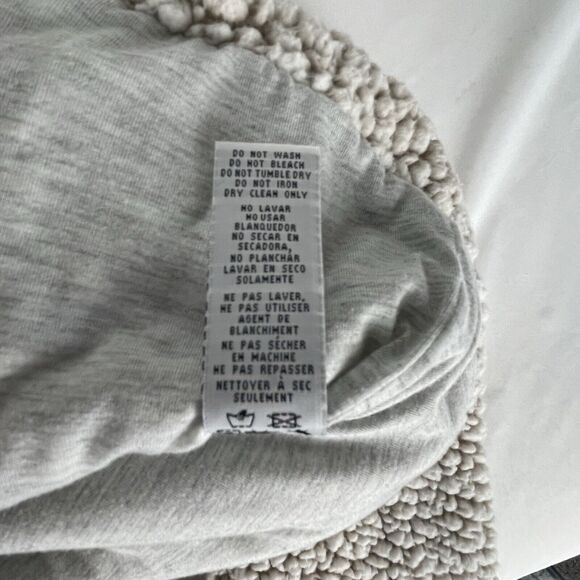 DO NOT WASH
DO NOT BLEACH
DO NOT TUMBLE DRY
DO NOT IRON
DRY CLEAN ONLY
NO LAVAR
NO USAR
BLANQUEDOR
NO SECAR EN
SECADORA,
NO PLANCHAR
LAVAR EN SECO
SOLAMENTE
NE PAS LAVER,
NE PAS UTILISER
AGENT DE
BLANCHIMENT
NE PAS SÉCHER
EN MACHINE
NE PAS REPASSER
NETTOYER À SEC
SEULEMENT